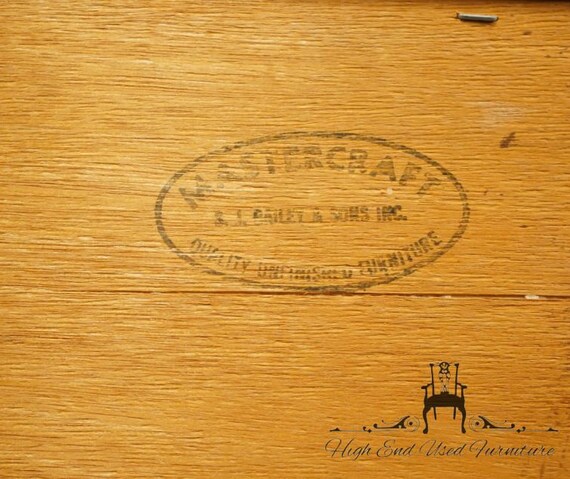 MASTERCRAFT
J. BAILEY & SONS INC.
QUALITY UNFINISHED FURNITURE
High End Used Furniture